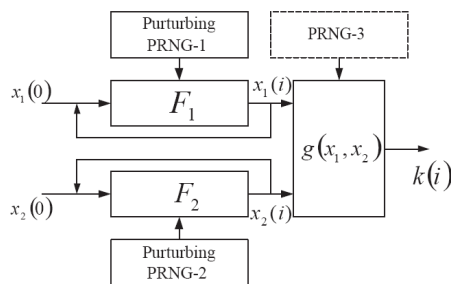 Purturbing
PRNG-1
PRNG-3
x₁(0)
F₁
x₁(i)
g(x₁, x₂)
k(i)
x₂(0)
F₂
x₂(i)
Purturbing
PRNG-2